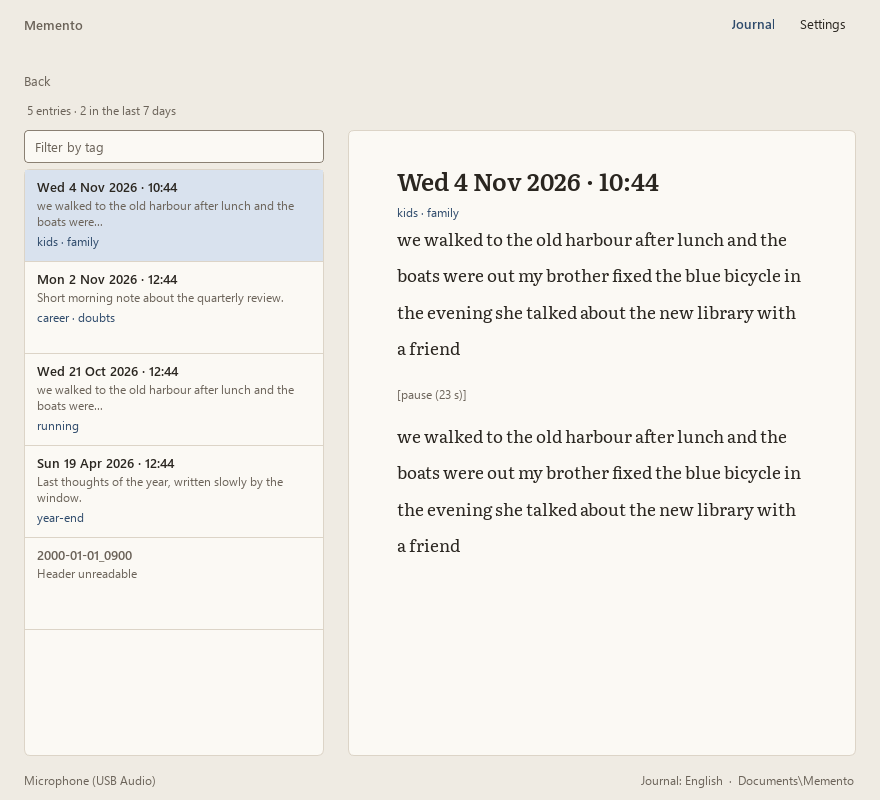 Memento
Journal
Settings
Back
5 entries · 2 in the last 7 days
Filter by tag
Wed 4 Nov 2026 · 10:44
we walked to the old harbour after lunch and the
boats were...
kids · family
Mon 2 Nov 2026 · 12:44
Short morning note about the quarterly review.
career · doubts
Wed 21 Oct 2026 · 12:44
we walked to the old harbour after lunch and the
boats were...
running
Sun 19 Apr 2026 · 12:44
Last thoughts of the year, written slowly by the
window.
year-end
2000-01-01_0900
Header unreadable
Wed 4 Nov 2026 · 10:44
kids · family
we walked to the old harbour after lunch and the
boats were out my brother fixed the blue bicycle in
the evening she talked about the new library with
a friend
[pause (23 s)]
we walked to the old harbour after lunch and the
boats were out my brother fixed the blue bicycle in
the evening she talked about the new library with
a friend
Microphone (USB Audio)
Journal: English · Documents\Memento